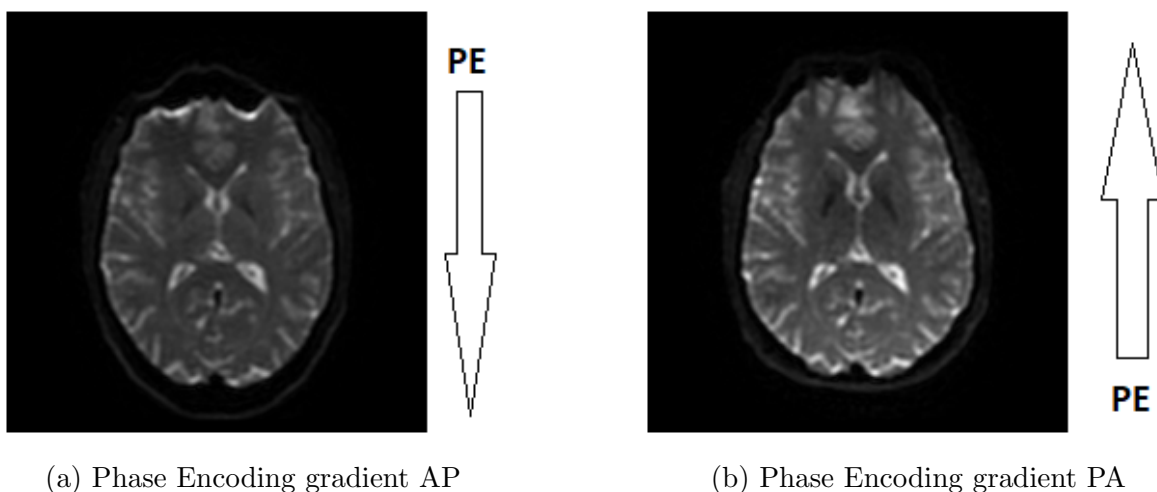 PE
PE
(a) Phase Encoding gradient AP
(b) Phase Encoding gradient PA